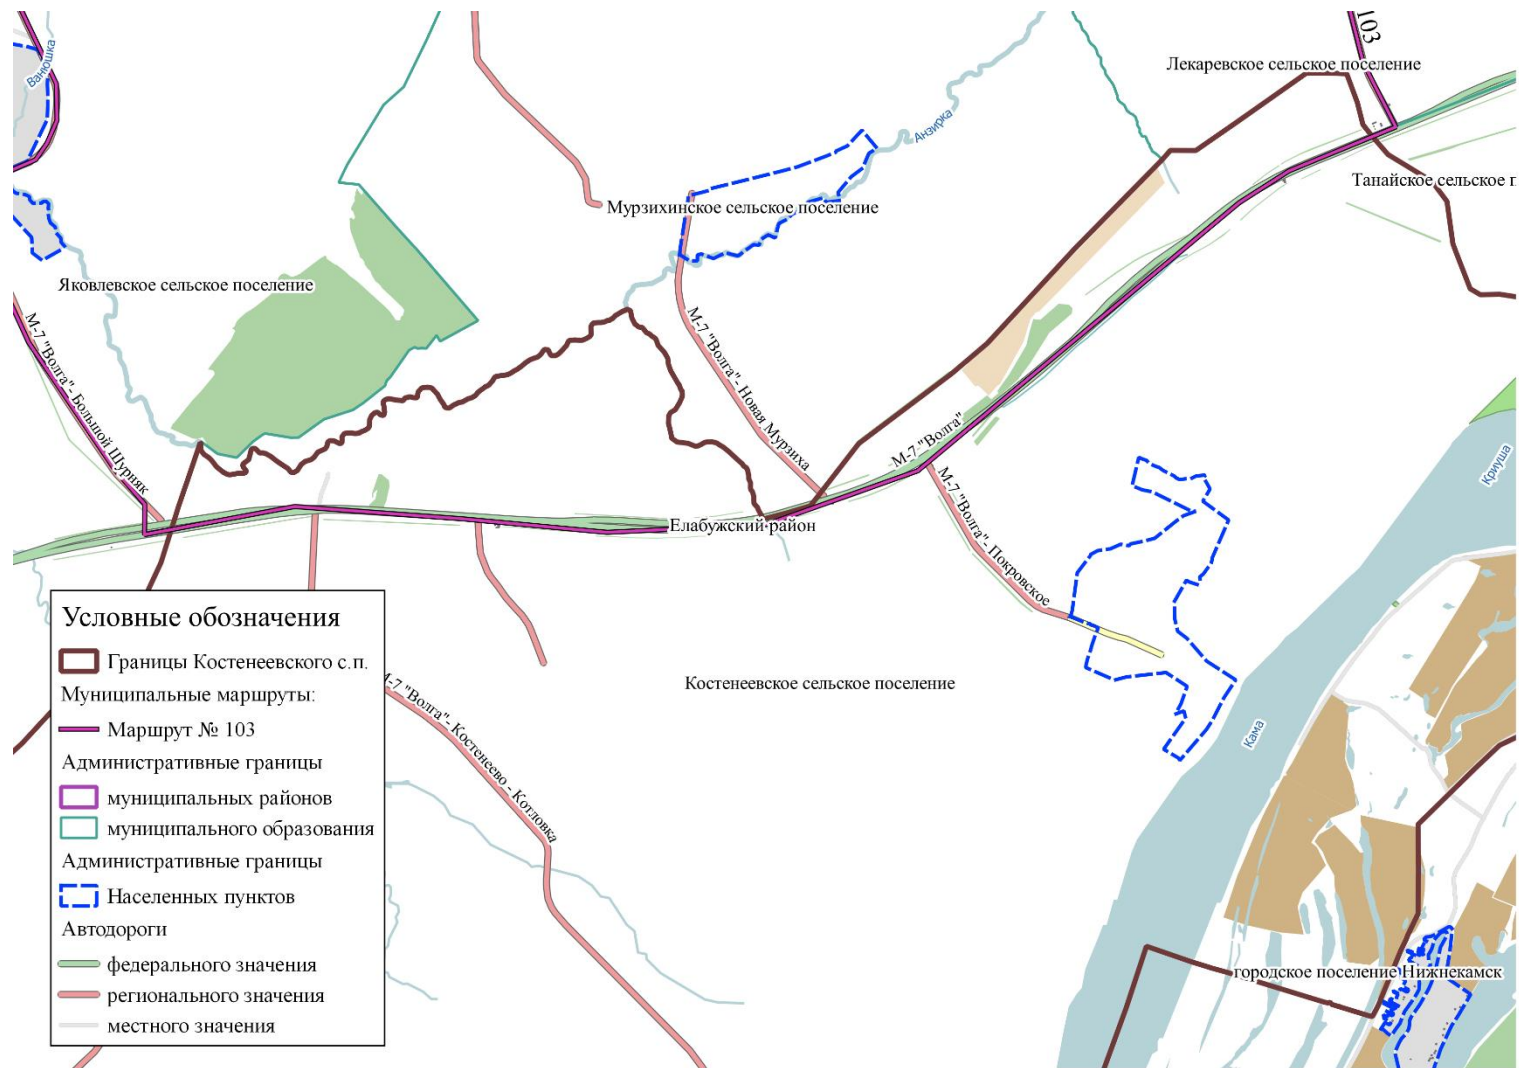 Ванюшка
103
Лекаревское сельское поселение
Анзирка
Танайское сельское п
Мурзихинское сельское поселение
Яковлевское сельское поселение
М-7 "Волга"- Большой Шурняк
М-7 "Волга"- Новая Мурзиха
М-7 "Волга"
Криуша
М-7 "Волга"- Покровское
Елабужский район
Костенеевское сельское поселение
Кама
М-7 "Волга"- Костенеево - Котловка
городское поселение Нижнекамск
Условные обозначения
Границы Костенеевского с.п.
Муниципальные маршруты:
Маршрут № 103
Административные границы
муниципальных районов
муниципального образования
Административные границы
Населенных пунктов
Автодороги
федерального значения
регионального значения
местного значения